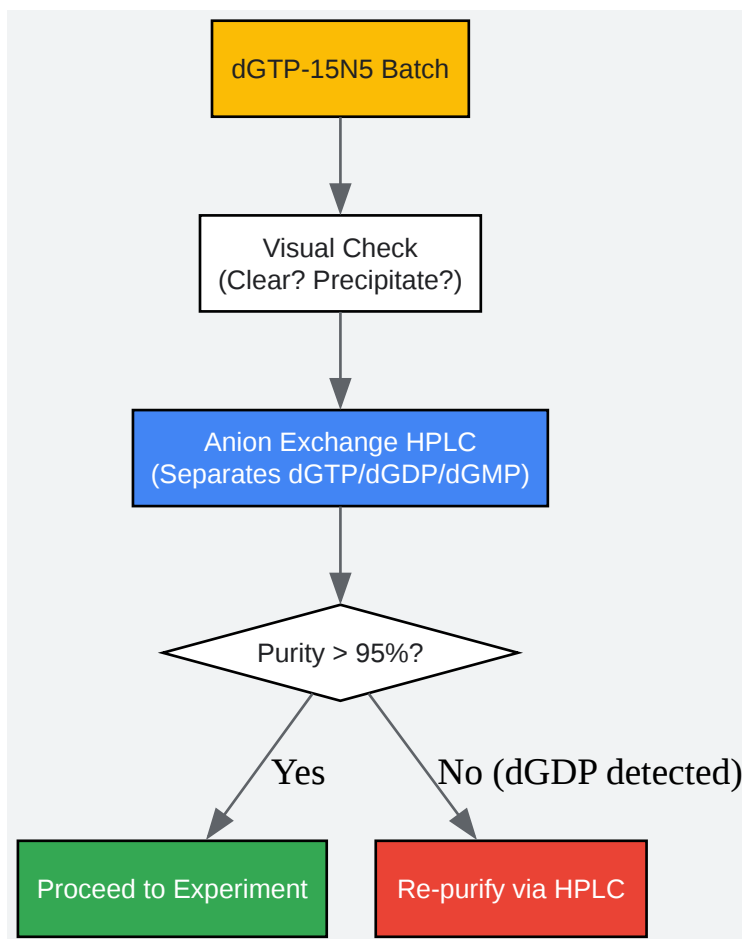 dGTP-15N5 Batch
Visual Check
(Clear? Precipitate?)
Anion Exchange HPLC
(Separates dGTP/dGDP/dGMP)
Purity > 95%?
Yes
No (dGDP detected)
Proceed to Experiment
Re-purify via HPLC